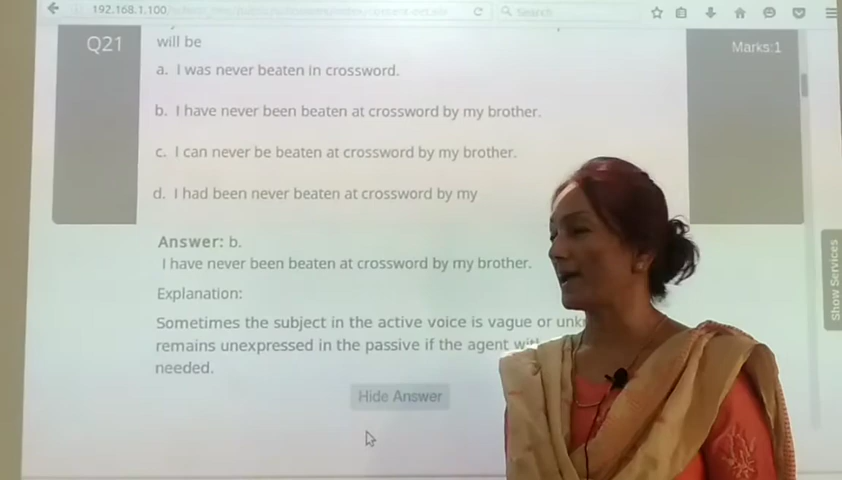 192.168.1.100
Search
Q21
will be
Marks:1
a. I was never beaten in crossword.
b. I have never been beaten at crossword by my brother.
c. I can never be beaten at crossword by my brother.
d. I had been never beaten at crossword by my
Answer: b.
I have never been beaten at crossword by my brother.
Explanation:
Sometimes the subject in the active voice is vague or
remains unexpressed in the passive if the agent
needed.
Hide Answer
Show Services